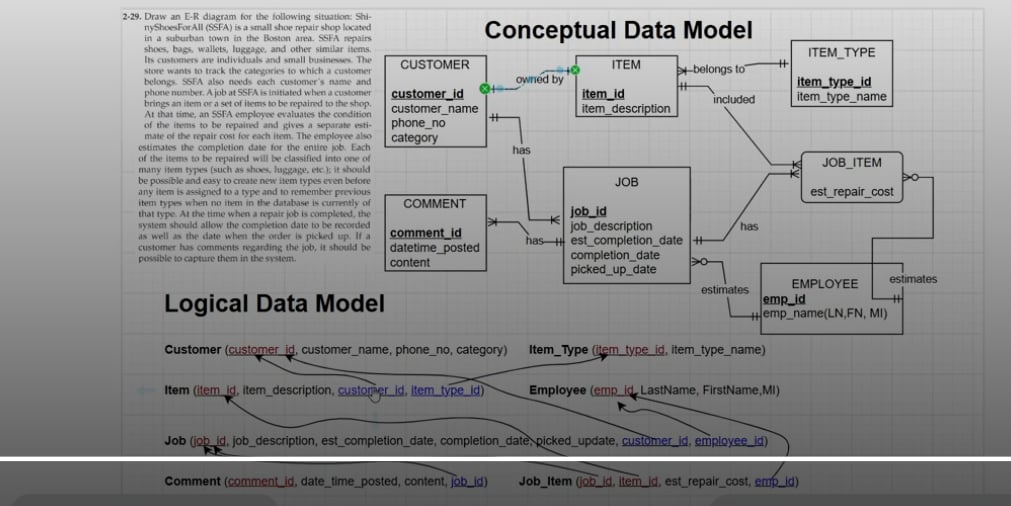 2-29. Draw an E-R diagram for the following situation: Shi-
nyShoesForAll (SSFA) is a small shoe repair shop located
in a suburban town in the Boston area. SSFA repairs
shoes, bags, wallets, luggage, and other similar items.
Its customers are individuals and small businesses. The
store wants to track the categories to which a customer
belongs. SSFA also needs each customer's name and
phone number. A job at SSFA is initiated when a customer
brings an item or a set of items to be repaired to the shop.
At that time, an SSFA employee evaluates the condition
of the items to be repaired and gives a separate esti-
mate of the repair cost for each item. The employee also
estimates the completion date for the entire job. Each
of the items to be repaired will be classified into one of
many item types (such as shoes, luggage, etc.); it should
be possible and easy to create new item types even before
any item is assigned to a type and to remember previous
item types when no item in the database is currently of
that type. At the time when a repair job is completed, the
system should allow the completion date to be recorded
as well as the date when the order is picked up. If a
customer has comments regarding the job, it should be
possible to capture them in the system.
Conceptual Data Model
CUSTOMER
customer_id
customer_name
phone_no
category
owned by
ITEM
item_id
item_description
belongs to
ITEM_TYPE
item_type_id
item_type_name
included
has
JOB_ITEM
est_repair_cost
JOB
job_id
job_description
est_completion_date
completion_date
picked_up_date
COMMENT
comment_id
datetime_posted
content
has
has
estimates
EMPLOYEE
emp_id
emp_name(LN,FN, MI)
estimates
Logical Data Model
Customer (customer_id, customer_name, phone_no, category)
Item_Type (item_type_id, item_type_name)
Item (item_id, item_description, customer_id, item_type_id)
Employee (emp_id, LastName, FirstName,MI)
Job (job_id, job_description, est_completion_date, completion_date, picked_update, customer_id, employee_id)
Comment (comment_id, date_time_posted, content, job_id)
Job_Item (job_id, item_id, est_repair_cost, emp_id)